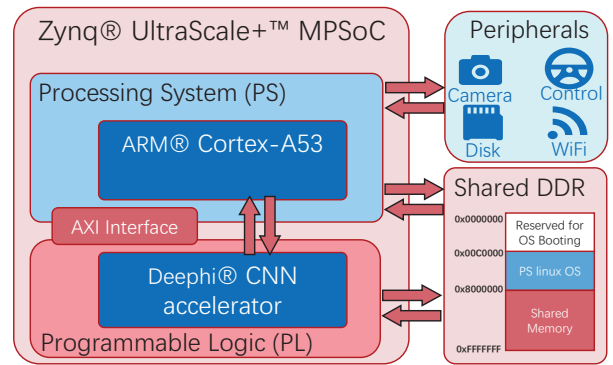 Zynq® UltraScale+™ MPSoC
Processing System (PS)
ARM® Cortex-A53
AXI Interface
Deephi® CNN
accelerator
Programmable Logic (PL)
Peripherals
Camera
Control
Disk
WiFi
Shared DDR
0x0000000
Reserved for
OS Booting
0x00C0000
PS linux OS
0x8000000
Shared
Memory
0xFFFFFFF